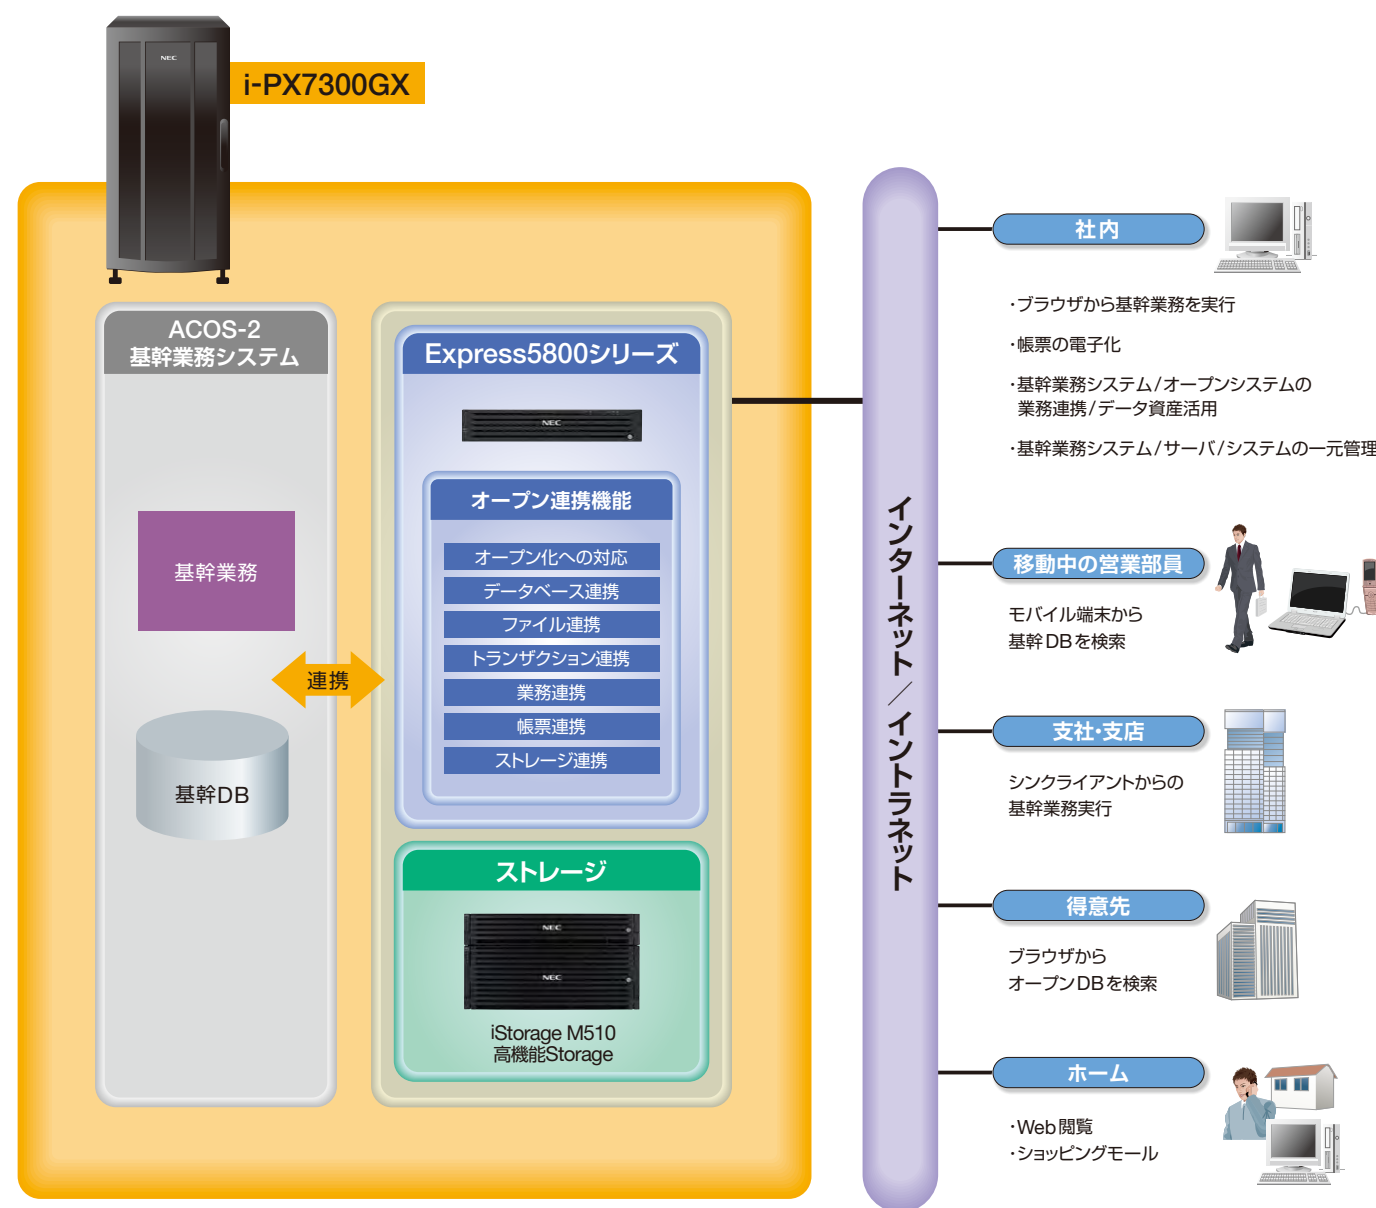 NEC
i-PX7300GX
ACOS-2
基幹業務システム
基幹業務
基幹DB
連携
Express5800シリーズ
NEC
オープン連携機能
オープン化への対応
データベース連携
ファイル連携
トランザクション連携
業務連携
帳票連携
ストレージ連携
ストレージ
NEC
NEC
iStorage M510
高機能Storage
インターネット／イントラネット
社内
・ブラウザから基幹業務を実行
・帳票の電子化
・基幹業務システム/オープンシステムの
業務連携/データ資産活用
・基幹業務システム/サーバ/システムの一元管理
移動中の営業部員
モバイル端末から
基幹DBを検索
支社・支店
シンクライアントからの
基幹業務実行
得意先
ブラウザから
オープンDBを検索
ホーム
・Web閲覧
・ショッピングモール